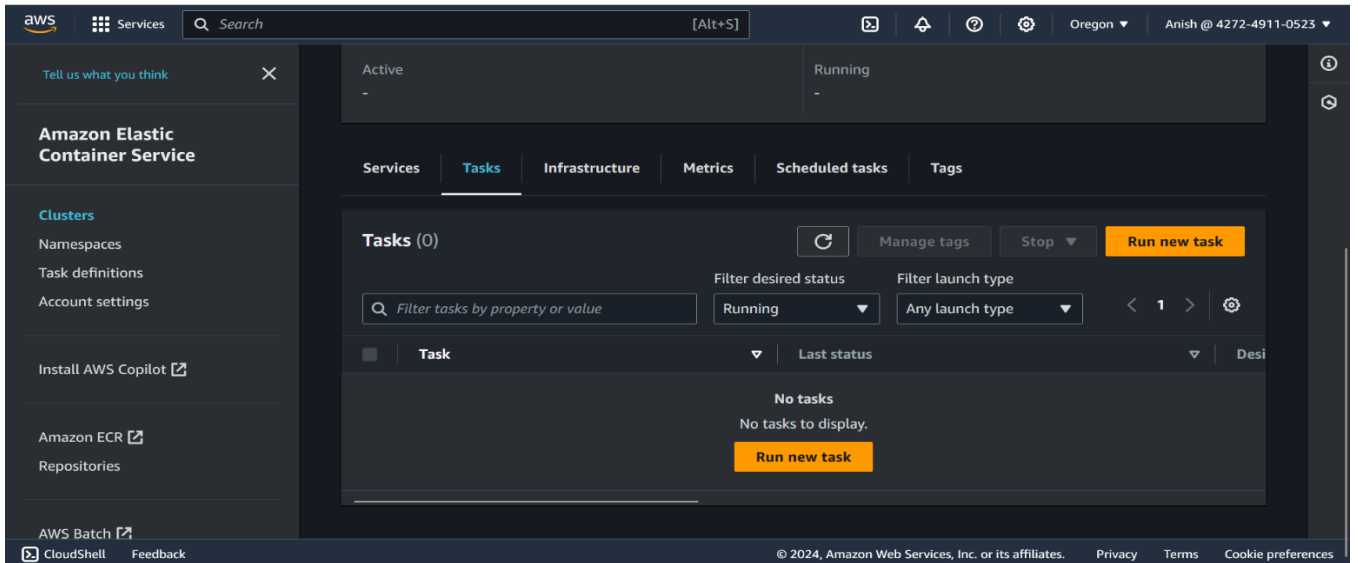 aws Services Search [Alt+S] Oregon Anish @ 4272-4911-0523
Tell us what you think
Amazon Elastic
Container Service
Clusters
Namespaces
Task definitions
Account settings
Install AWS Copilot
Amazon ECR
Repositories
AWS Batch
Active Running
- -
Services Tasks Infrastructure Metrics Scheduled tasks Tags
Tasks (0) Manage tags Stop Run new task
Filter desired status Filter launch type
Filter tasks by property or value Running Any launch type 1
Task Last status Desi
No tasks
No tasks to display.
Run new task
CloudShell Feedback © 2024, Amazon Web Services, Inc. or its affiliates. Privacy Terms Cookie preferences